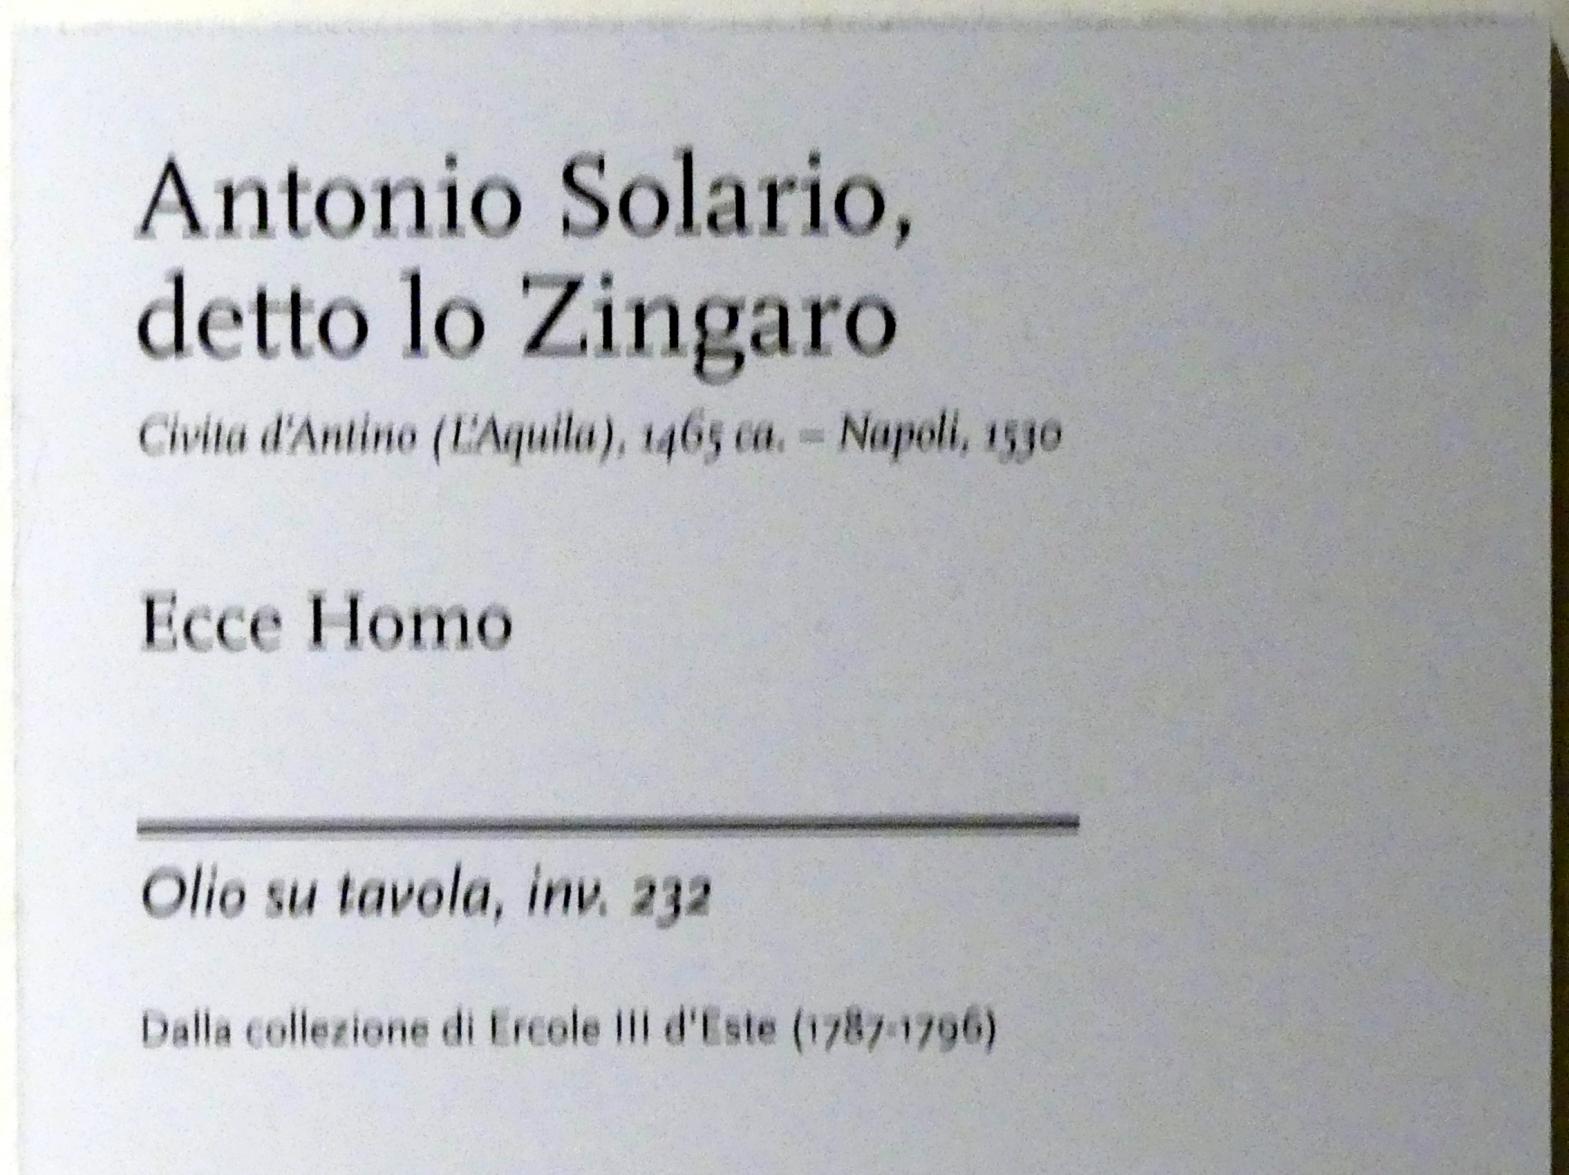 Antonio Solario,
detto lo Zingaro
Civita d'Antino (L'Aquila), 1465 ca. – Napoli, 1530
Ecce Homo
Olio su tavola, inv. 232
Dalla collezione di Ercole III d'Este (1787-1796)